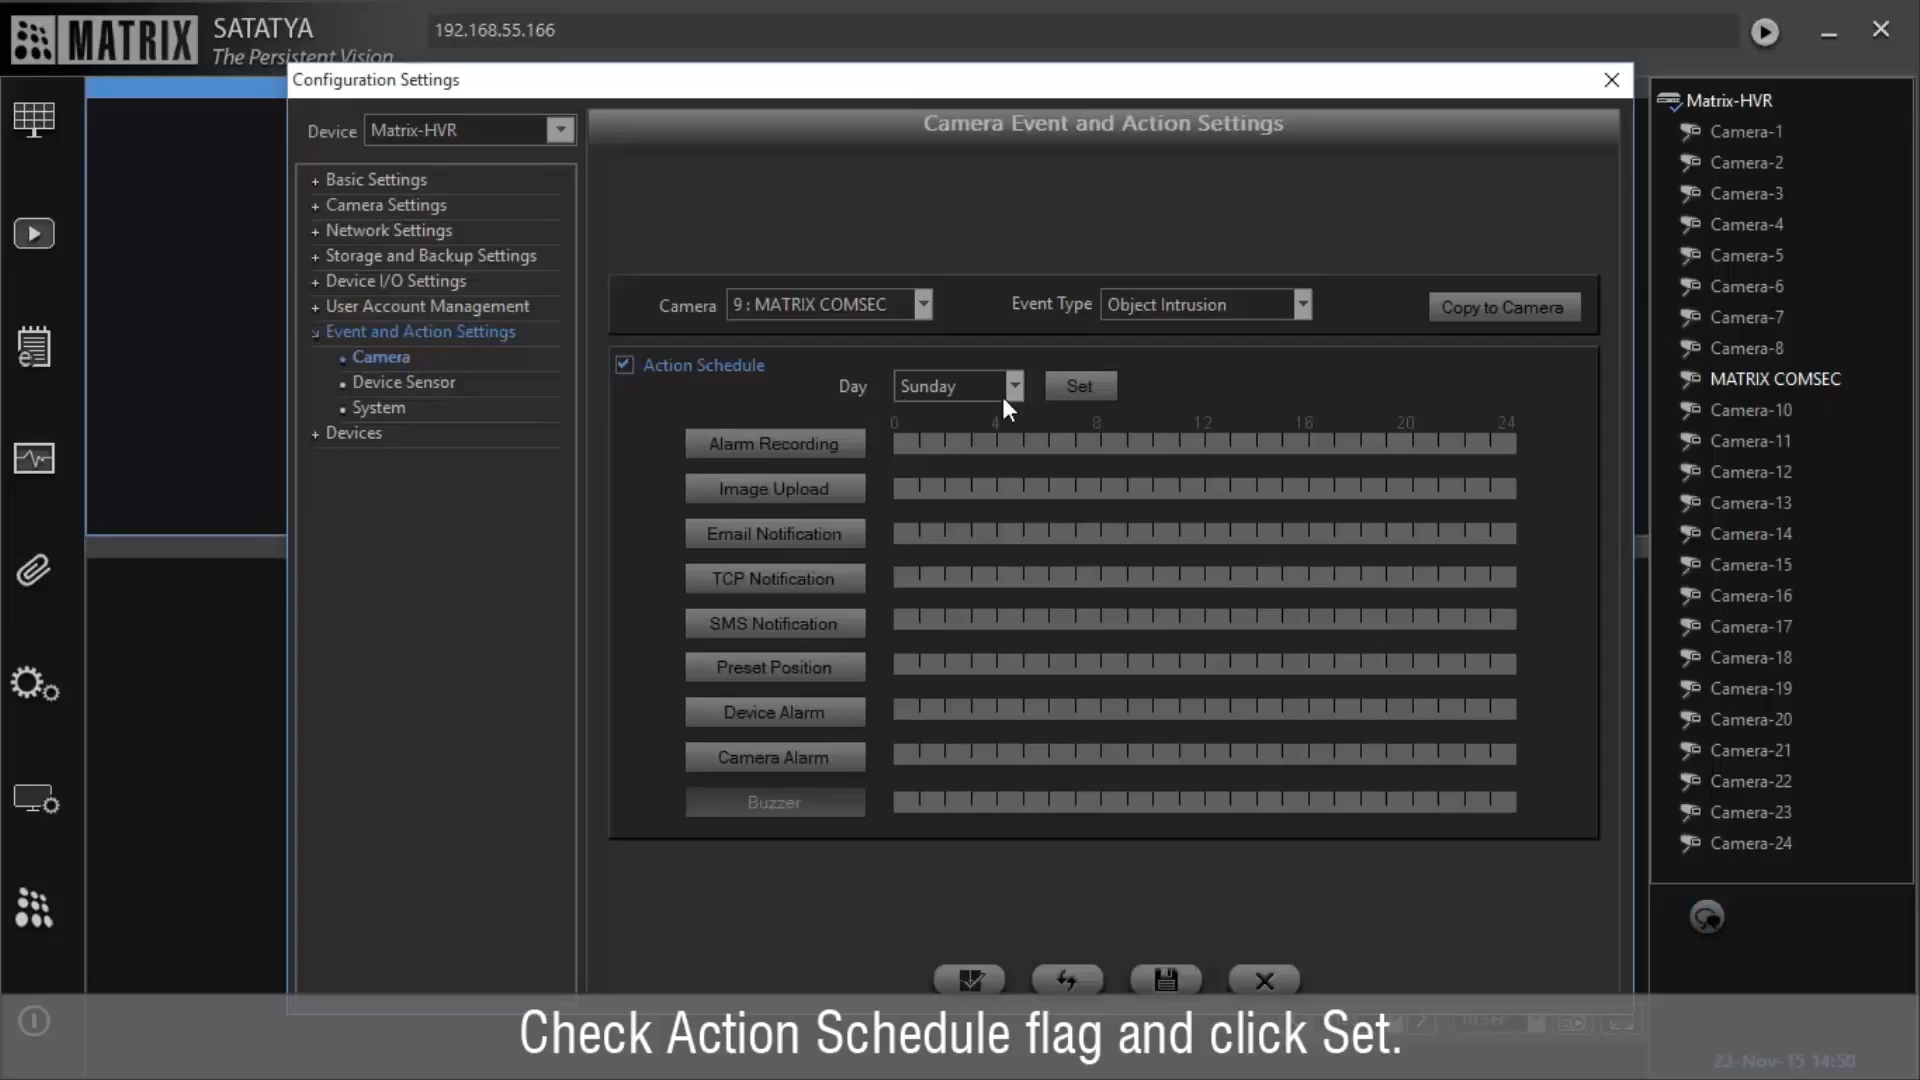 MATRIX
SATATYA
The Persistent Vision
192.168.55.166
Configuration Settings
Device Matrix-HVR
+ Basic Settings
+ Camera Settings
+ Network Settings
+ Storage and Backup Settings
+ Device I/O Settings
+ User Account Management
Event and Action Settings
• Camera
• Device Sensor
• System
+ Devices
Camera Event and Action Settings
Camera 9 : MATRIX COMSEC Event Type Object Intrusion Copy to Camera
Action Schedule
Day Sunday Set
0 4 8 12 16 20 24
Alarm Recording
Image Upload
Email Notification
TCP Notification
SMS Notification
Preset Position
Device Alarm
Camera Alarm
Buzzer
Matrix-HVR
Camera-1
Camera-2
Camera-3
Camera-4
Camera-5
Camera-6
Camera-7
Camera-8
MATRIX COMSEC
Camera-10
Camera-11
Camera-12
Camera-13
Camera-14
Camera-15
Camera-16
Camera-17
Camera-18
Camera-19
Camera-20
Camera-21
Camera-22
Camera-23
Camera-24
Check Action Schedule flag and click Set.
10 Sec
23-Nov-15 14:50